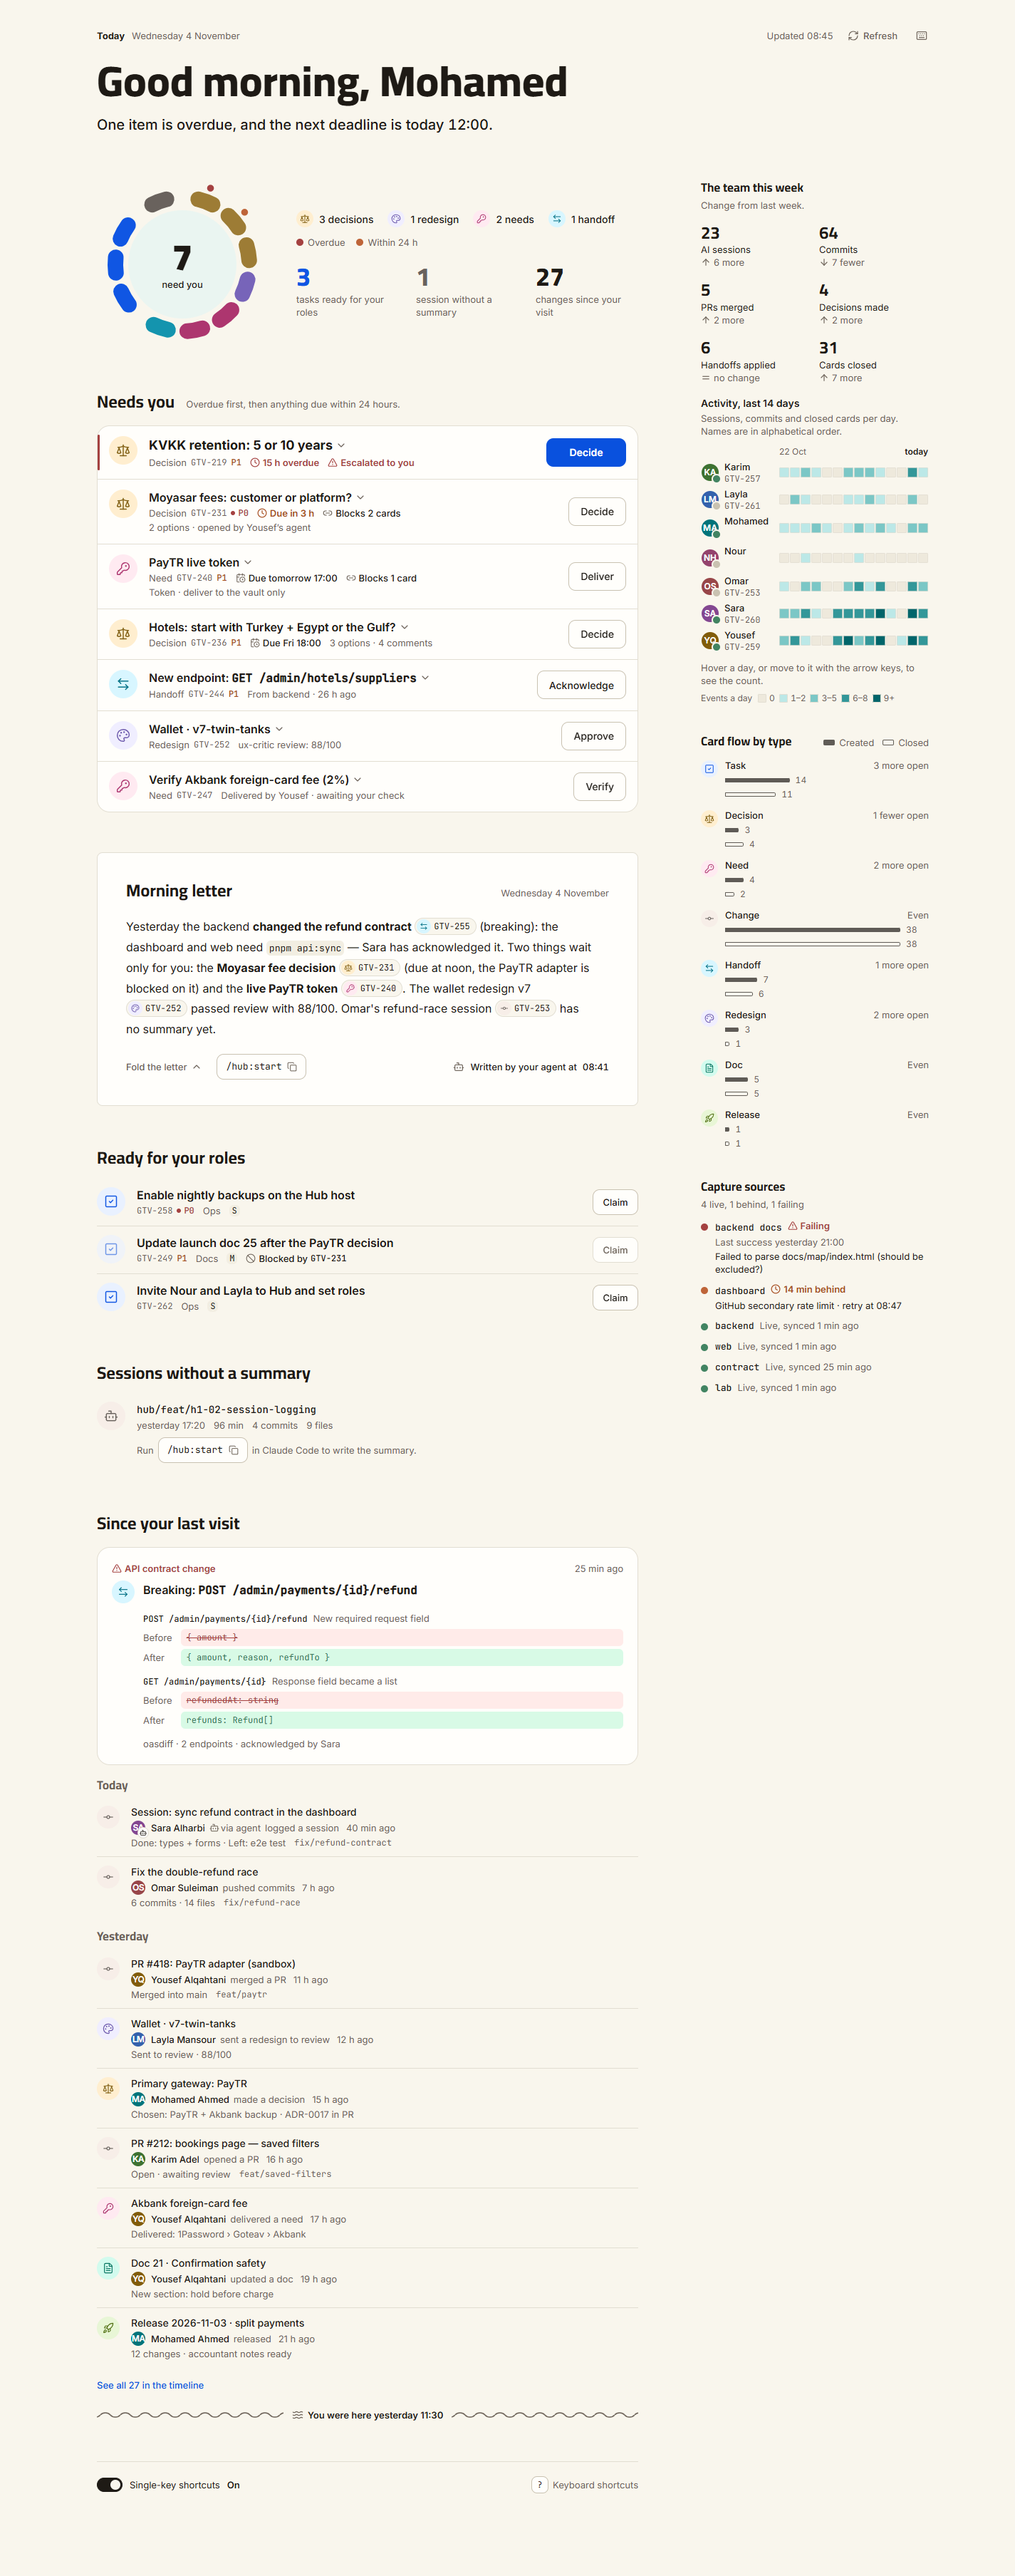 Today Wednesday 4 November
Updated 08:45 Refresh
Good morning, Mohamed
One item is overdue, and the next deadline is today 12:00.
7
need you
3 decisions 1 redesign 2 needs 1 handoff
Overdue Within 24 h
3
tasks ready for your
roles
1
session without a
summary
27
changes since your
visit
Needs you Overdue first, then anything due within 24 hours.
KVKK retention: 5 or 10 years
Decision GTV-219 P1 15 h overdue Escalated to you
Decide
Moyasar fees: customer or platform?
Decision GTV-231 P0 Due in 3 h Blocks 2 cards
2 options · opened by Yousef's agent
Decide
PayTR live token
Need GTV-240 P1 Due tomorrow 17:00 Blocks 1 card
Token · deliver to the vault only
Deliver
Hotels: start with Turkey + Egypt or the Gulf?
Decision GTV-236 P1 Due Fri 18:00 3 options · 4 comments
Decide
New endpoint: GET /admin/hotels/suppliers
Handoff GTV-244 P1 From backend · 26 h ago
Acknowledge
Wallet · v7-twin-tanks
Redesign GTV-252 ux-critic review: 88/100
Approve
Verify Akbank foreign-card fee (2%)
Need GTV-247 Delivered by Yousef · awaiting your check
Verify
Morning letter
Wednesday 4 November
Yesterday the backend changed the refund contract GTV-255 (breaking): the
dashboard and web need pnpm api:sync — Sara has acknowledged it. Two things wait
only for you: the Moyasar fee decision GTV-231 (due at noon, the PayTR adapter is
blocked on it) and the live PayTR token GTV-240 . The wallet redesign v7
GTV-252 passed review with 88/100. Omar's refund-race session GTV-253 has
no summary yet.
Fold the letter /hub:start Written by your agent at 08:41
Ready for your roles
Enable nightly backups on the Hub host
GTV-258 P0 Ops S
Claim
Update launch doc 25 after the PayTR decision
GTV-249 P1 Docs M Blocked by GTV-231
Claim
Invite Nour and Layla to Hub and set roles
GTV-262 Ops S
Claim
Sessions without a summary
hub/feat/h1-02-session-logging
yesterday 17:20 96 min 4 commits 9 files
Run /hub:start in Claude Code to write the summary.
Since your last visit
API contract change 25 min ago
Breaking: POST /admin/payments/{id}/refund
POST /admin/payments/{id}/refund New required request field
Before { amount }
After { amount, reason, refundTo }
GET /admin/payments/{id} Response field became a list
Before refundedAt: string
After refunds: Refund[]
oasdiff · 2 endpoints · acknowledged by Sara
Today
Session: sync refund contract in the dashboard
SA Sara Alharbi via agent logged a session 40 min ago
Done: types + forms · Left: e2e test fix/refund-contract
Fix the double-refund race
OS Omar Suleiman pushed commits 7 h ago
6 commits · 14 files fix/refund-race
Yesterday
PR #418: PayTR adapter (sandbox)
YQ Yousef Alqahtani merged a PR 11 h ago
Merged into main feat/paytr
Wallet · v7-twin-tanks
LM Layla Mansour sent a redesign to review 12 h ago
Sent to review · 88/100
Primary gateway: PayTR
MA Mohamed Ahmed made a decision 15 h ago
Chosen: PayTR + Akbank backup · ADR-0017 in PR
PR #212: bookings page — saved filters
KA Karim Adel opened a PR 16 h ago
Open · awaiting review feat/saved-filters
Akbank foreign-card fee
YQ Yousef Alqahtani delivered a need 17 h ago
Delivered: 1Password › Goteav › Akbank
Doc 21 · Confirmation safety
YQ Yousef Alqahtani updated a doc 19 h ago
New section: hold before charge
Release 2026-11-03 · split payments
MA Mohamed Ahmed released 21 h ago
12 changes · accountant notes ready
See all 27 in the timeline
You were here yesterday 11:30
Single-key shortcuts On
? Keyboard shortcuts
The team this week
Change from last week.
23
AI sessions
6 more
64
Commits
7 fewer
5
PRs merged
2 more
4
Decisions made
2 more
6
Handoffs applied
no change
31
Cards closed
7 more
Activity, last 14 days
Sessions, commits and closed cards per day.
Names are in alphabetical order.
22 Oct today
KA Karim
GTV-257
LM Layla
GTV-261
MA Mohamed
NH Nour
OS Omar
GTV-253
SA Sara
GTV-260
YQ Yousef
GTV-259
Hover a day, or move to it with the arrow keys, to
see the count.
Events a day 0 1–2 3–5 6–8 9+
Card flow by type Created Closed
Task 3 more open
14
11
Decision 1 fewer open
3
4
Need 2 more open
4
2
Change Even
38
38
Handoff 1 more open
7
6
Redesign 2 more open
3
1
Doc Even
5
5
Release Even
1
1
Capture sources
4 live, 1 behind, 1 failing
backend docs Failing
Last success yesterday 21:00
Failed to parse docs/map/index.html (should be
excluded?)
dashboard 14 min behind
GitHub secondary rate limit · retry at 08:47
backend Live, synced 1 min ago
web Live, synced 1 min ago
contract Live, synced 25 min ago
lab Live, synced 1 min ago